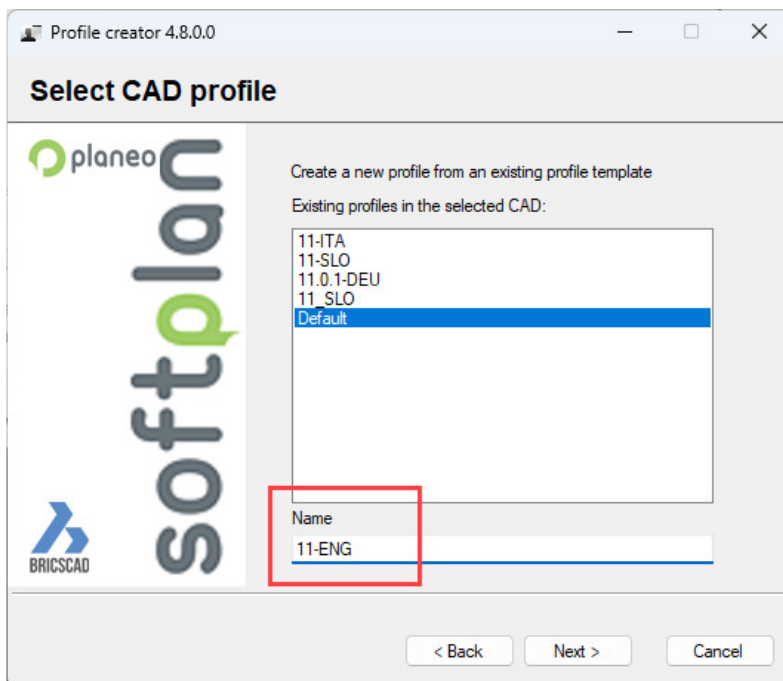 Profile creator 4.8.0.0
Select CAD profile
planeo
softplan
BRICSCAD
Create a new profile from an existing profile template
Existing profiles in the selected CAD:
11-ITA
11-SLO
11.0.1-DEU
11_SLO
Default
Name
11-ENG
< Back
Next >
Cancel